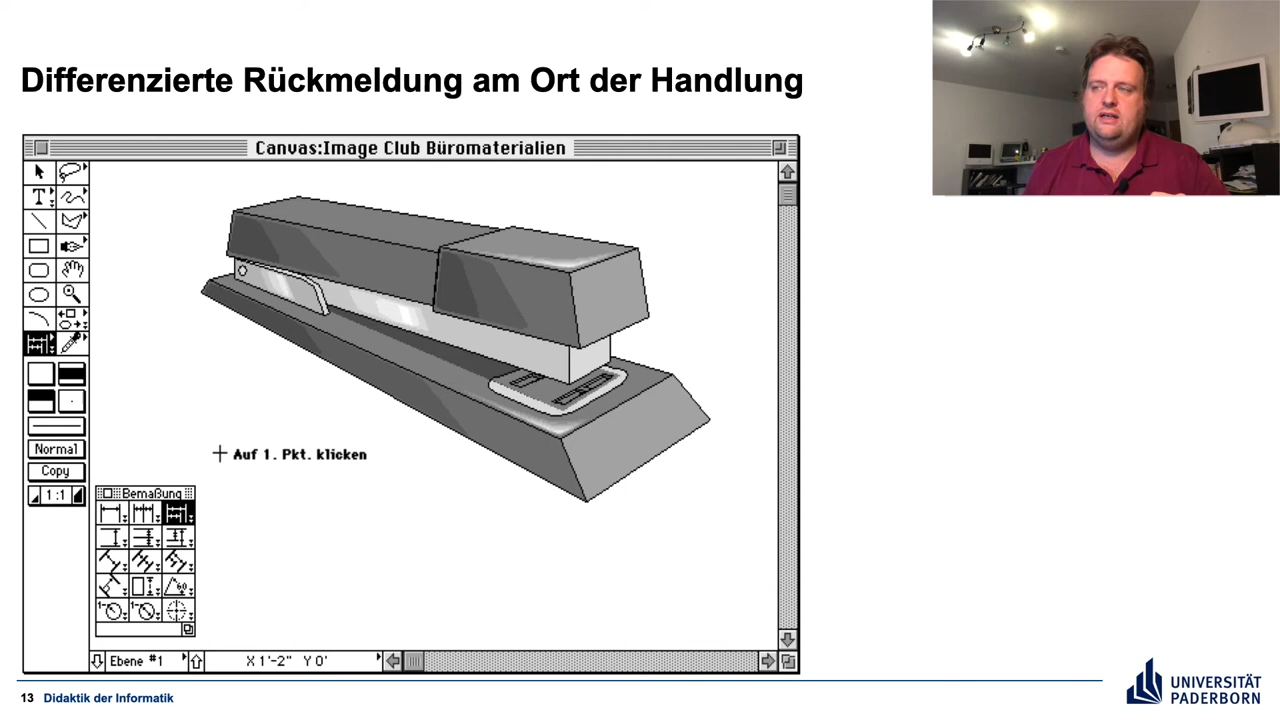 Differenzierte Rückmeldung am Ort der Handlung
Canvas:Image Club Büromaterialien
T
Auf 1. Pkt. klicken
Normal
Copy
1:1
Bemaßung
Ebene #1
X 1'-2" Y 0'
13 Didaktik der Informatik
UNIVERSITÄT
PADERBORN